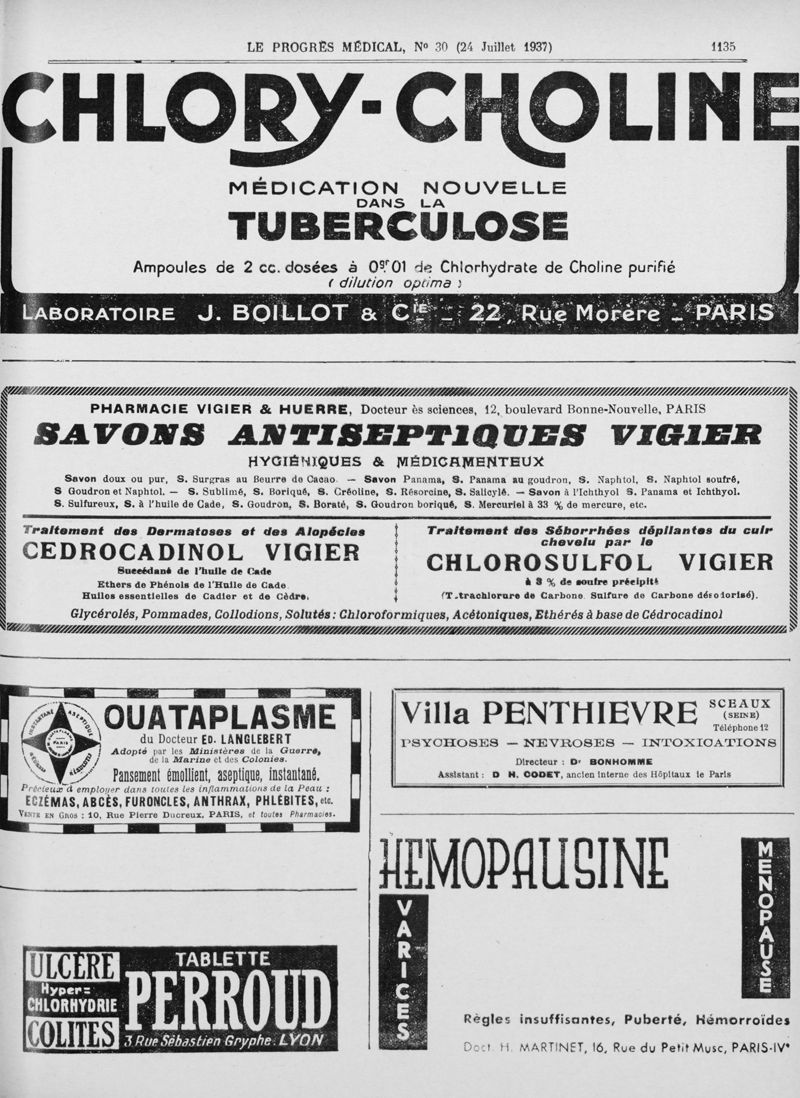 LE PROGRÈS MÉDICAL, No 30 (24 Juillet 1937) 1135
CHLORY-CHOLINE
MÉDICATION NOUVELLE
DANS LA
TUBERCULOSE
Ampoules de 2 cc. dosées à 0gr01 de Chlorhydrate de Choline purifié
(dilution optima)
LABORATOIRE J. BOILLOT & CIE _ 22, Rue Morère _ PARIS
PHARMACIE VIGIER & HUERRE, Docteur ès sciences, 12, boulevard Bonne-Nouvelle, PARIS
SAVONS ANTISEPTIQUES VIGIER
HYGIÉNIQUES & MÉDICAMENTEUX
Savon doux ou pur, S. Surgras au Beurre de Cacao. — Savon Panama, S. Panama au goudron, S. Naphtol, S. Naphtol soufré,
S Goudron et Naphtol. — S. Sublimé, S. Boriqué, S. Créoline, S. Résorcine, S. Salicylé. — Savon à l'Ichthyol S. Panama et Ichthyol.
S. Sulfureux, S. à l'huile de Cade, S. Goudron, S. Boraté, S. Goudron boriqué, S. Mercuriel à 33 % de mercure, etc.
Traitement des Dermatoses et des Alopécies
CEDROCADINOL VIGIER
Succédané de l'huile de Cade
Ethers de Phénols de l'Huile de Cade
Huiles essentielles de Cadier et de Cèdre.
Traitement des Séborrhées dépilantes du cuir
chevelu par le
CHLOROSULFOL VIGIER
à 3 % de soufre précipité
(T.trachlorure de Carbone. Sulfure de Carbone désodorisé).
Glycérolés, Pommades, Collodions, Solutés : Chloroformiques, Acétoniques, Ethérés à base de Cédrocadinol
OUATAPLASME
du Docteur ED. LANGLEBERT
Adopté par les Ministères de la Guerre,
de la Marine et des Colonies.
Pansement émollient, aseptique, instantané.
Précieux à employer dans toutes les inflammations de la Peau :
ECZÉMAS, ABCÈS, FURONCLES, ANTHRAX, PHLÉBITES, etc.
VENTE EN GROS : 10, Rue Pierre Ducreux, PARIS, et toutes Pharmacies.
Villa PENTHIEVRE
SCEAUX
(SEINE)
Téléphone 12
PSYCHOSES — NEVROSES — INTOXICATIONS
Directeur : Dr BONHOMME
Assistant : D H. CODET, ancien interne des Hôpitaux le Paris
HÉMOPAUSINE
VARICES
MENOPAUSE
Règles insuffisantes, Puberté, Hémorroïdes
Doct. H. MARTINET, 16, Rue du Petit Musc, PARIS-IVe
ULCÈRE
Hyper=
CHLORHYDRIE
COLITES
TABLETTE
PERROUD
3 Rue Sébastien Gryphe. LYON